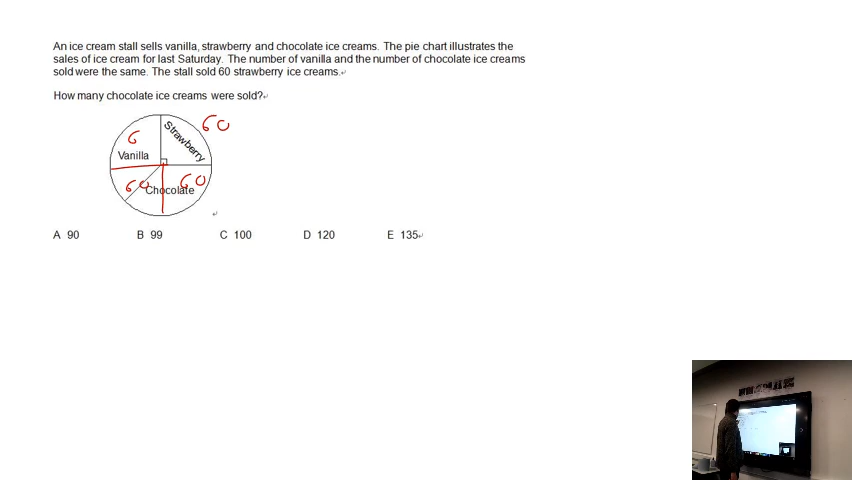 An ice cream stall sells vanilla, strawberry and chocolate ice creams. The pie chart illustrates the
sales of ice cream for last Saturday. The number of vanilla and the number of chocolate ice creams
sold were the same. The stall sold 60 strawberry ice creams.
How many chocolate ice creams were sold?
60
6
Strawberry
Vanilla
60
60
Chocolate
A 90 B 99 C 100 D 120 E 135